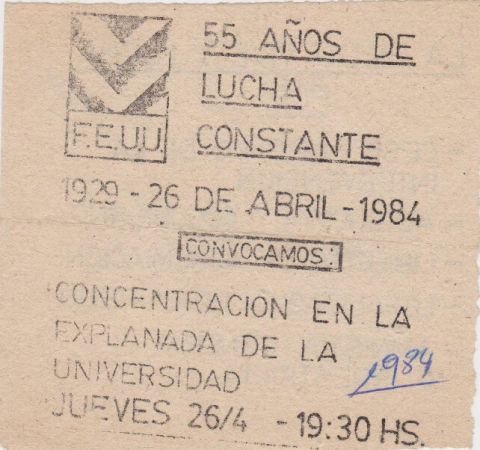 55 AÑOS DE
LUCHA
CONSTANTE
F.E.U.U.
1929 - 26 DE ABRIL - 1984
CONVOCAMOS:
CONCENTRACION EN LA
EXPLANADA DE LA
UNIVERSIDAD
1984
JUEVES 26/4 - 19:30 HS.